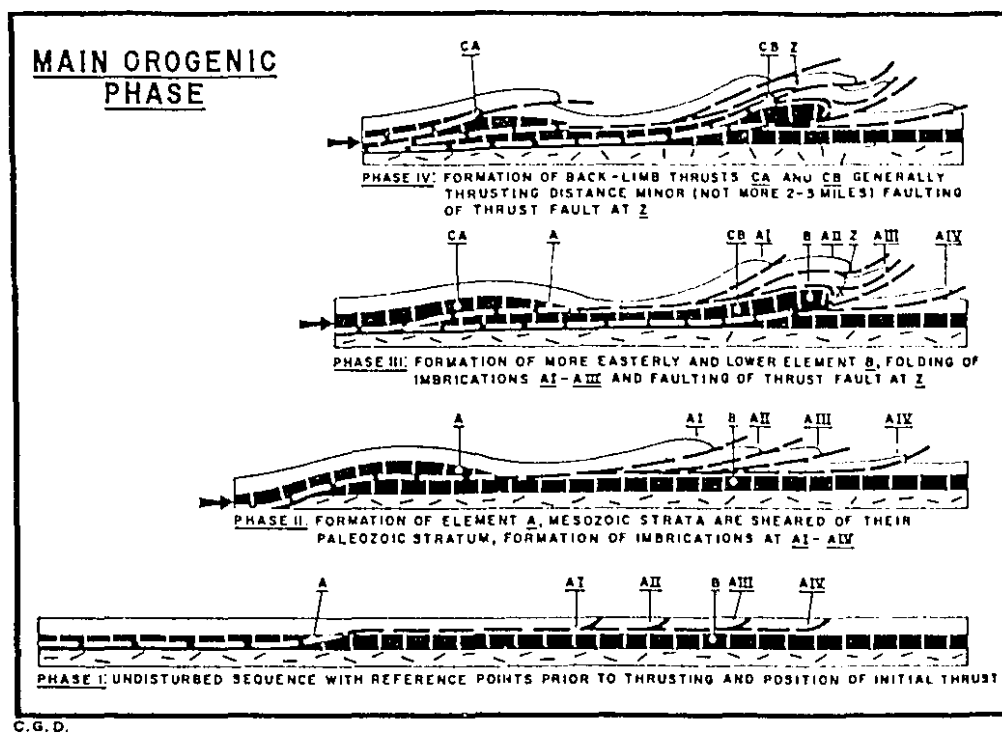 MAIN OROGENIC
PHASE
CA CB Z
PHASE IV: FORMATION OF BACK-LIMB THRUSTS CA AND CB GENERALLY
THRUSTING DISTANCE MINOR (NOT MORE 2-3 MILES) FAULTING
OF THRUST FAULT AT Z
CA A CB AI B AII Z AIII AIV
PHASE III: FORMATION OF MORE EASTERLY AND LOWER ELEMENT B, FOLDING OF
IMBRICATIONS AI-AIII AND FAULTING OF THRUST FAULT AT Z
A AI B AII AIII AIV
PHASE II: FORMATION OF ELEMENT A, MESOZOIC STRATA ARE SHEARED OF THEIR
PALEOZOIC STRATUM, FORMATION OF IMBRICATIONS AT AI-AIV
A AI AII B AIII AIV
PHASE I: UNDISTURBED SEQUENCE WITH REFERENCE POINTS PRIOR TO THRUSTING AND POSITION OF INITIAL THRUST
C.G.D.